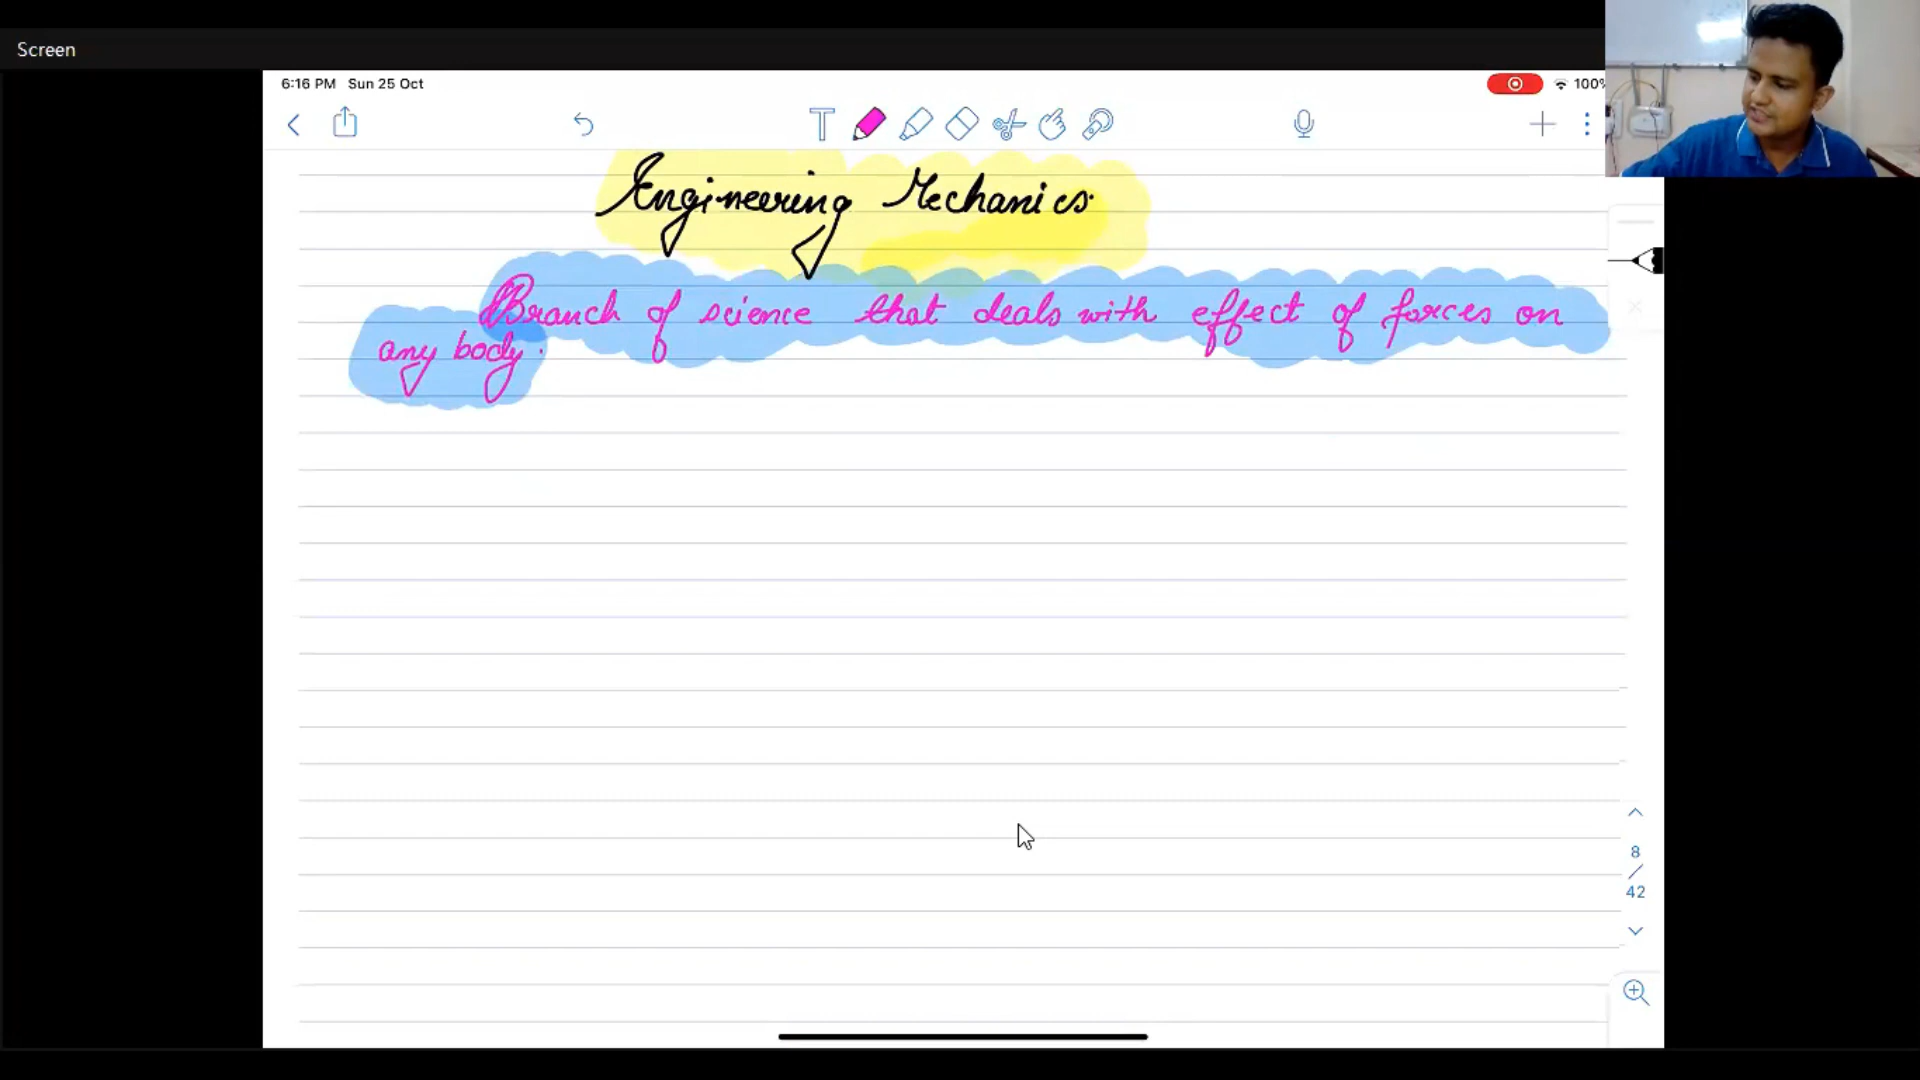 Screen
6:16 PM Sun 25 Oct
100%
T
Engineering Mechanics.
Branch of science that deals with effect of forces on
any body.
8
/
42